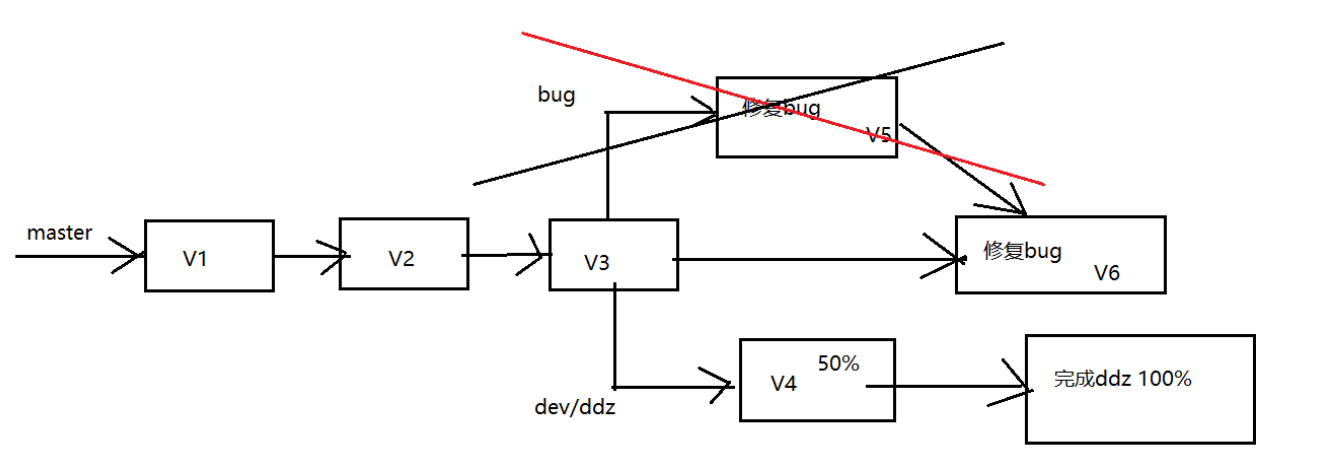 bug
修复bug
V5
master
V1
V2
V3
修复bug
V6
50%
V4
完成ddz 100%
dev/ddz